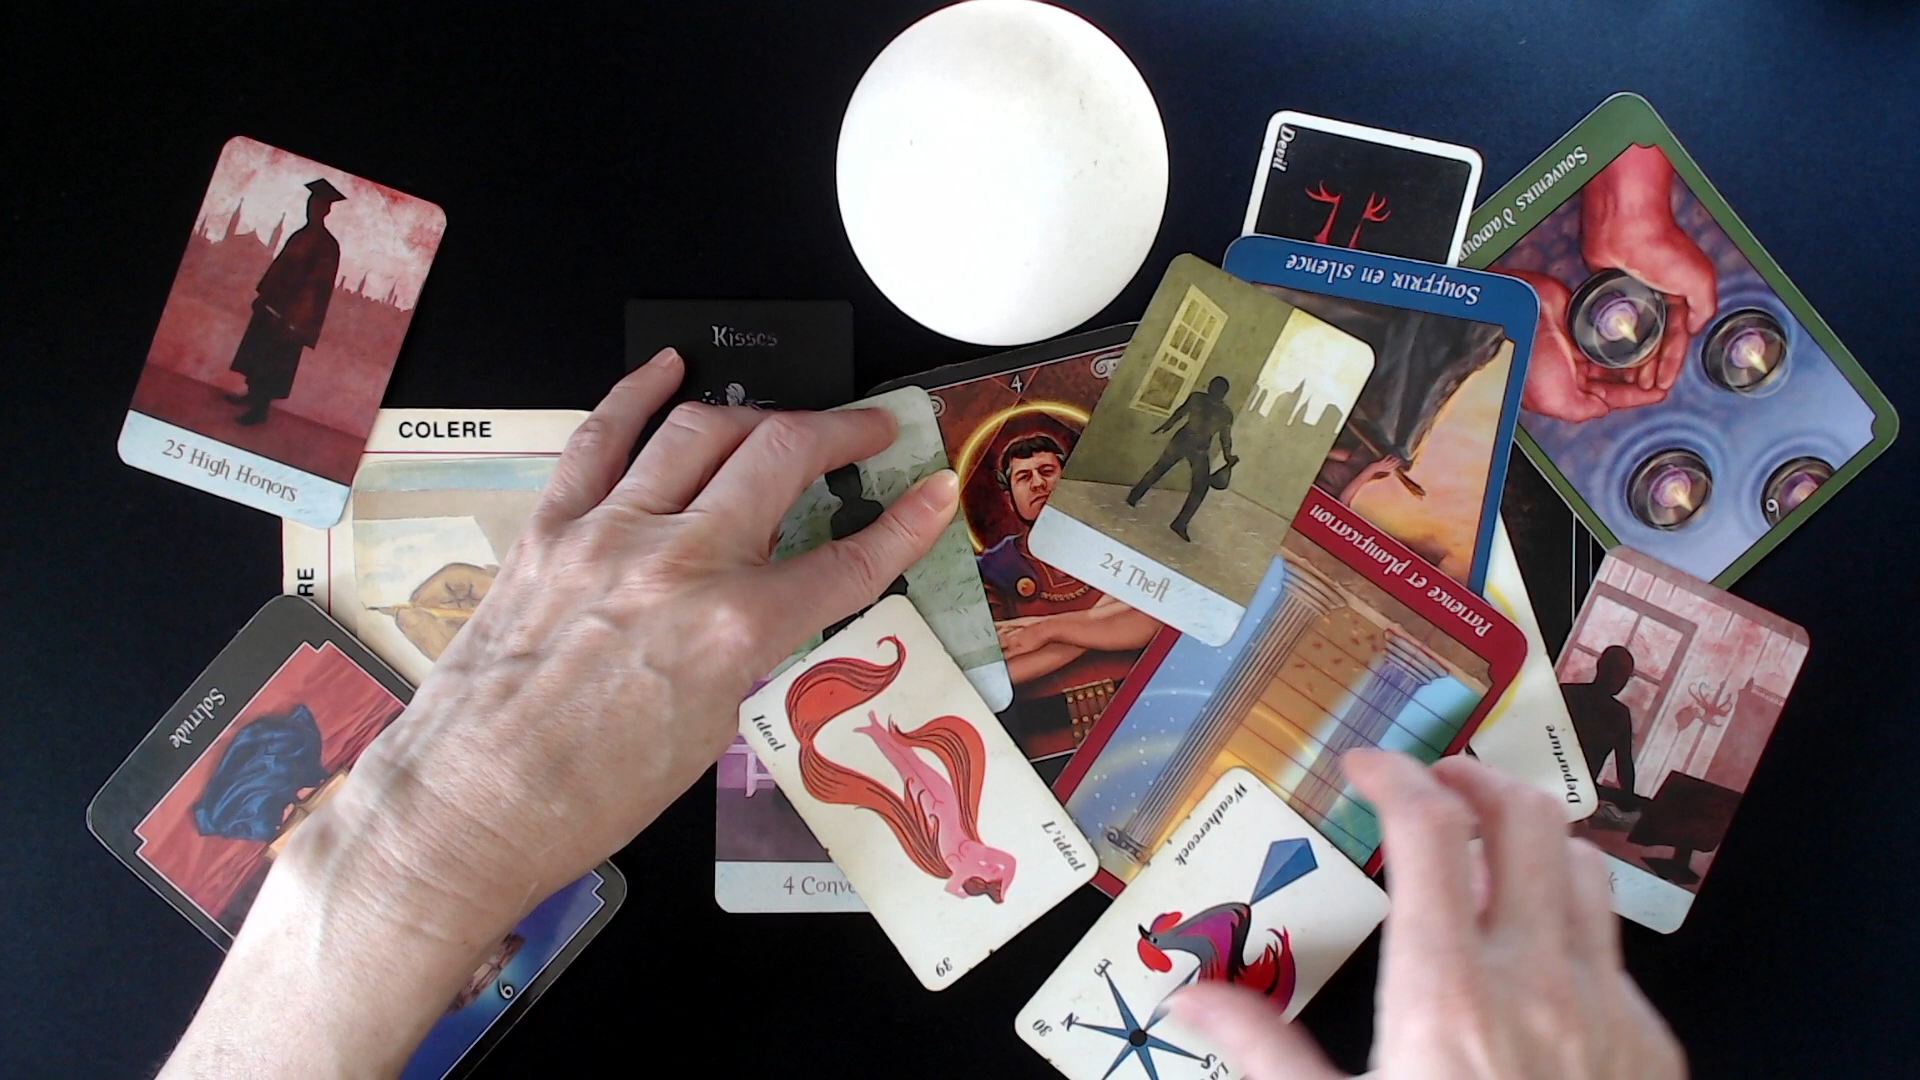 Devil
Souvenirs d'amour
Souffrir en silence
Kisses
4
25 High Honors
COLERE
24 Theft
Patience et planification
6
Solitude
Ideal
L'idéal
39
Departure
Weathercock
4 Conve
9
E
N
S
30